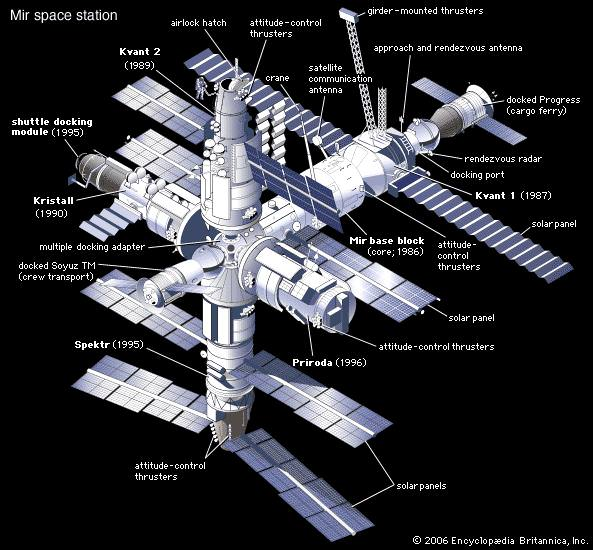 Mir space station
girder-mounted thrusters
airlock hatch
attitude-control
thrusters
Kvant 2
(1989)
approach and rendezvous antenna
satellite
communication
antenna
crane
docked Progress
(cargo ferry)
shuttle docking
module (1995)
rendezvous radar
docking port
Kvant 1 (1987)
Kristall
(1990)
solar panel
multiple docking adapter
Mir base block
(core; 1986)
attitude-
control
thrusters
docked Soyuz TM
(crew transport)
solar panel
Spektr (1995)
attitude-control thrusters
Priroda (1996)
attitude-control
thrusters
solar panels
© 2006 Encyclopædia Britannica, Inc.